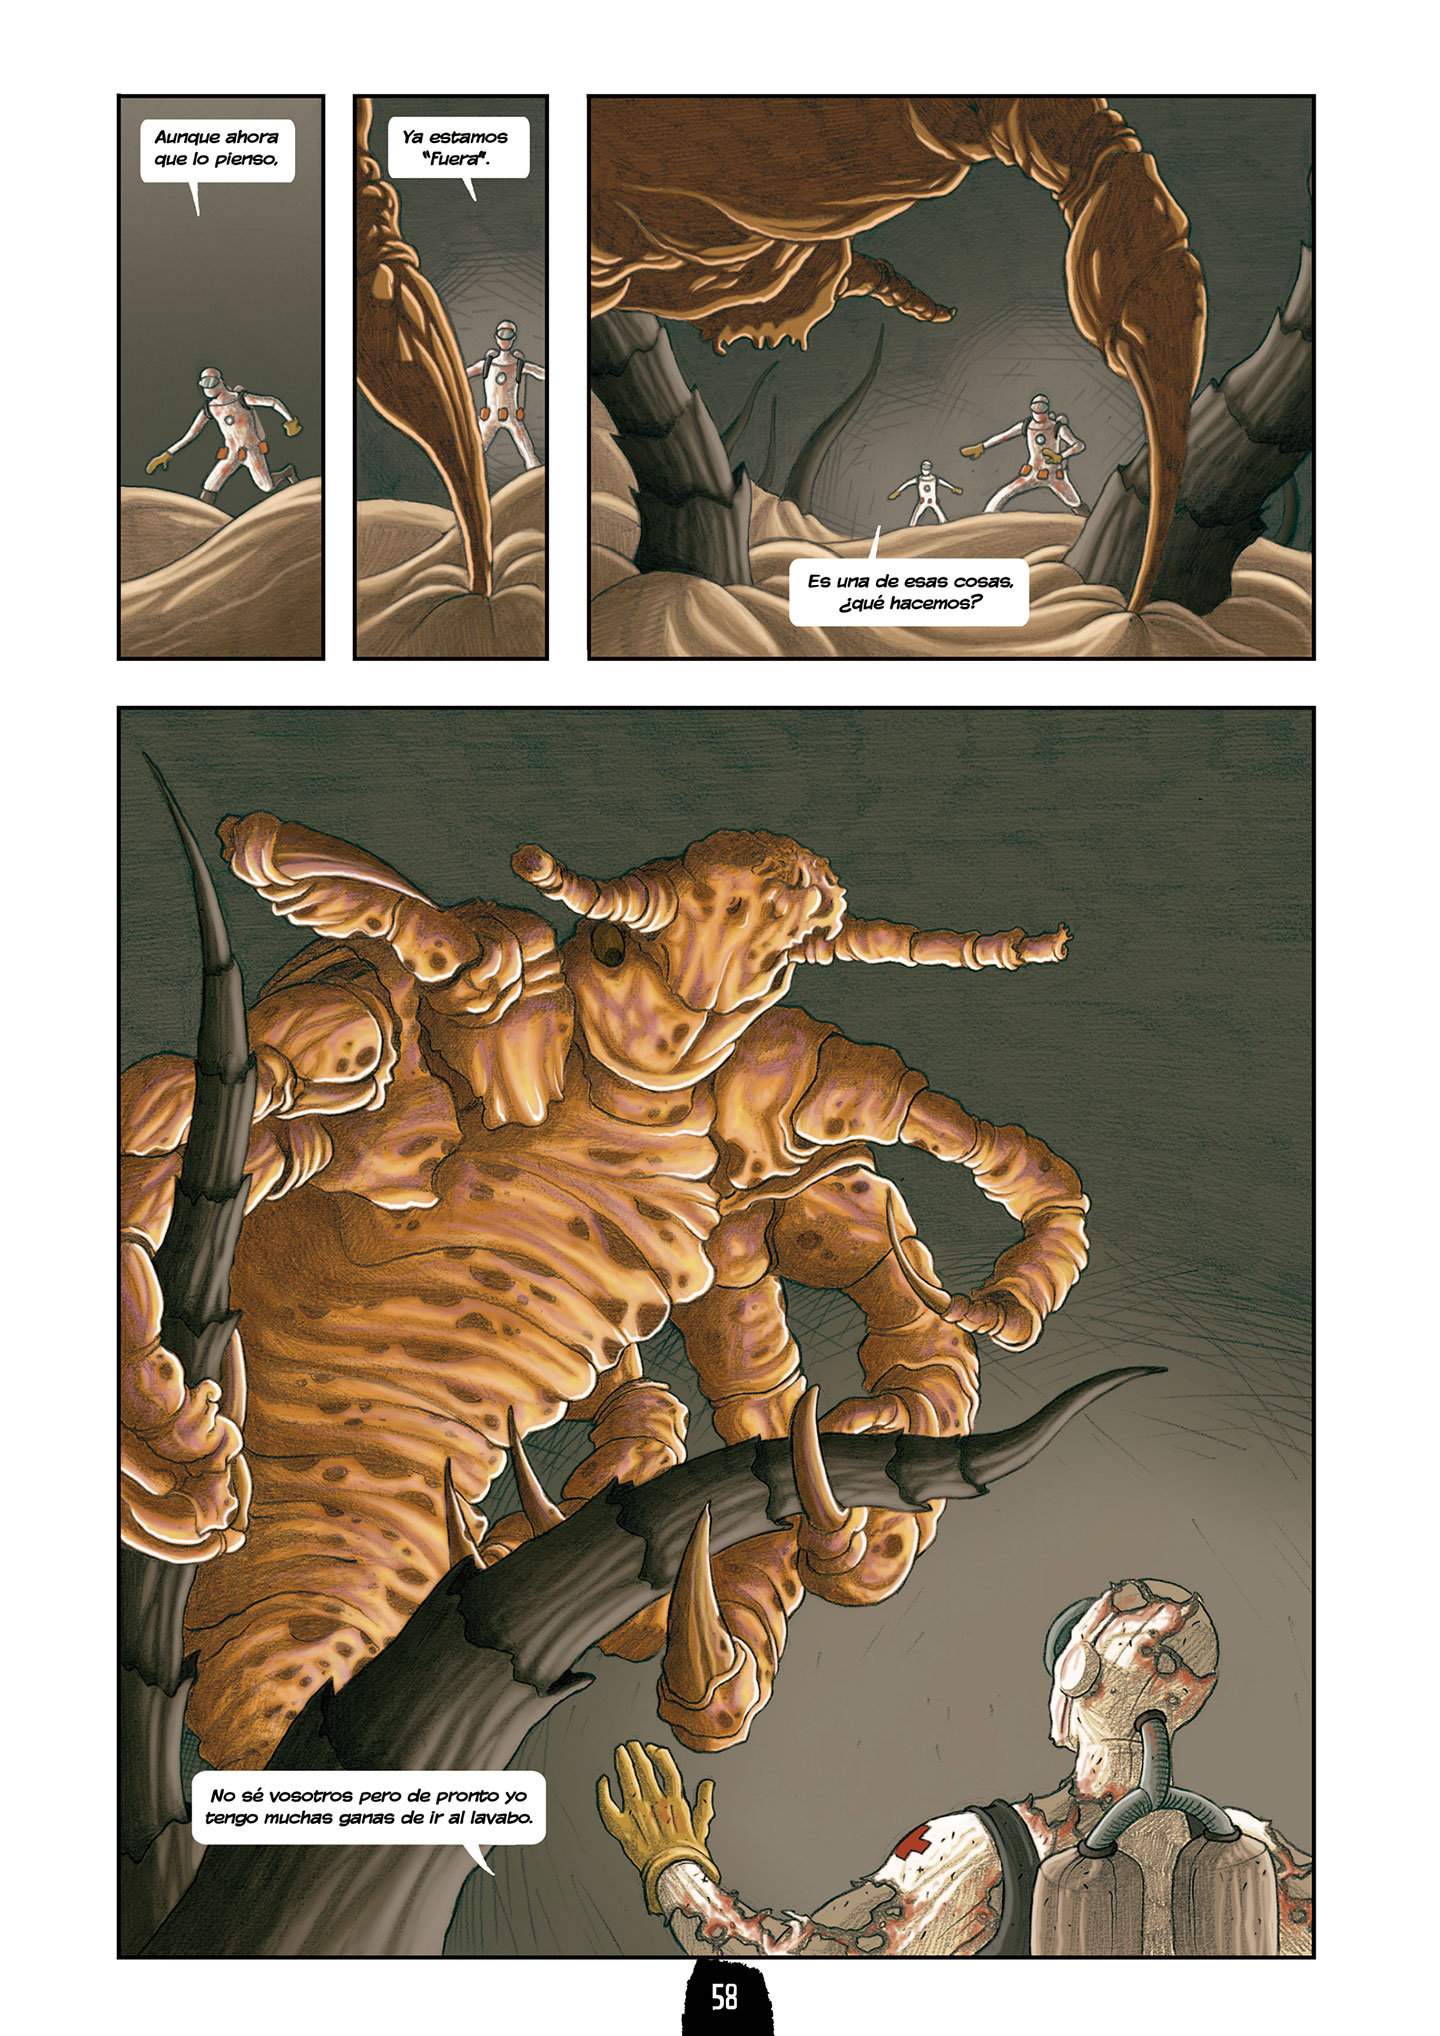 Aunque ahora
que lo pienso,
Ya estamos
"Fuera".
Es una de esas cosas,
¿qué hacemos?
No sé vosotros pero de pronto yo
tengo muchas ganas de ir al lavabo.
58